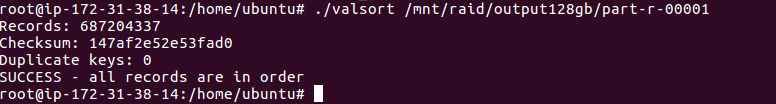 root@ip-172-31-38-14:/home/ubuntu# ./valsort /mnt/raid/output128gb/part-r-00001
Records: 687204337
Checksum: 147af2e52e53fad0
Duplicate keys: 0
SUCCESS - all records are in order
root@ip-172-31-38-14:/home/ubuntu#